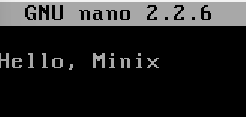 GNU nano 2.2.6
Hello, Minix